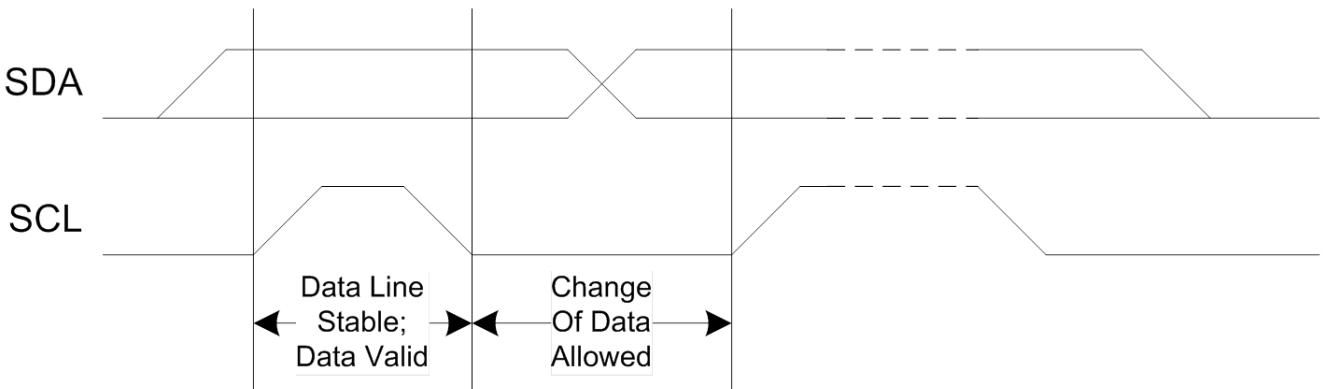 SDA
SCL
Data Line
Stable;
Data Valid
Change
Of Data
Allowed